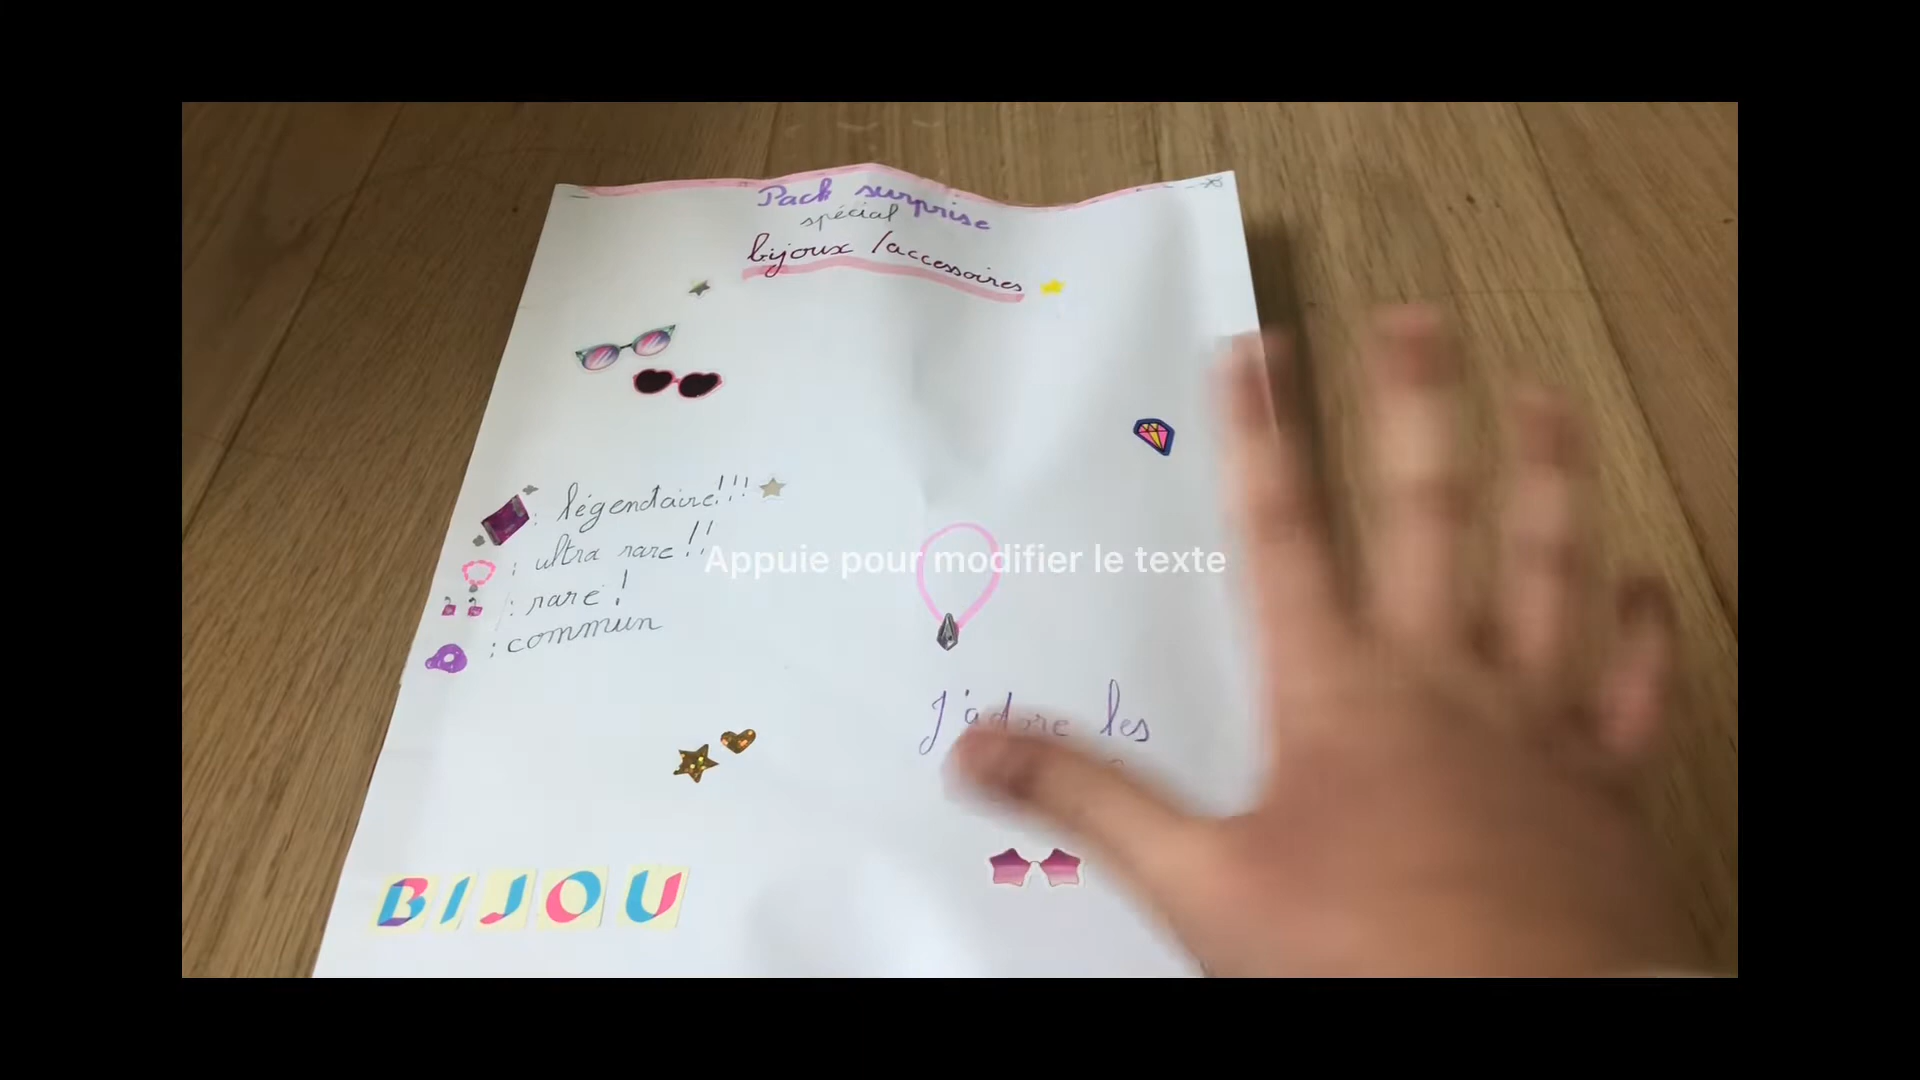 Pack surprise
spécial
bijoux / accessoires
: légendaire!!!
: ultra rare!!
: rare!
: commun
Appuie pour modifier le texte
J'adore les
BIJOU